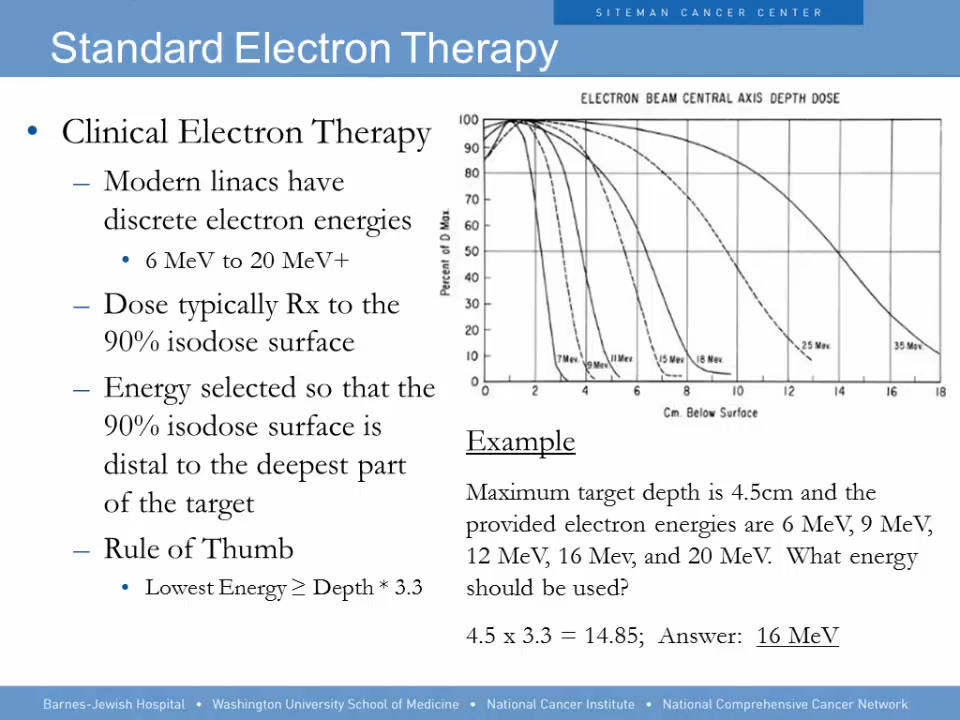 SITEMAN CANCER CENTER
Standard Electron Therapy
• Clinical Electron Therapy
– Modern linacs have
discrete electron energies
• 6 MeV to 20 MeV+
– Dose typically Rx to the
90% isodose surface
– Energy selected so that the
90% isodose surface is
distal to the deepest part
of the target
– Rule of Thumb
• Lowest Energy ≥ Depth * 3.3
ELECTRON BEAM CENTRAL AXIS DEPTH DOSE
Percent of D Max.
100
90
80
70
60
50
40
30
20
10
0
7 Mev.
9 Mev.
11 Mev.
15 Mev.
18 Mev.
25 Mev.
35 Mev.
0 2 4 6 8 10 12 14 16 18
Cm. Below Surface
Example
Maximum target depth is 4.5cm and the
provided electron energies are 6 MeV, 9 MeV,
12 MeV, 16 Mev, and 20 MeV. What energy
should be used?
4.5 x 3.3 = 14.85; Answer: 16 MeV
Barnes-Jewish Hospital • Washington University School of Medicine • National Cancer Institute • National Comprehensive Cancer Network